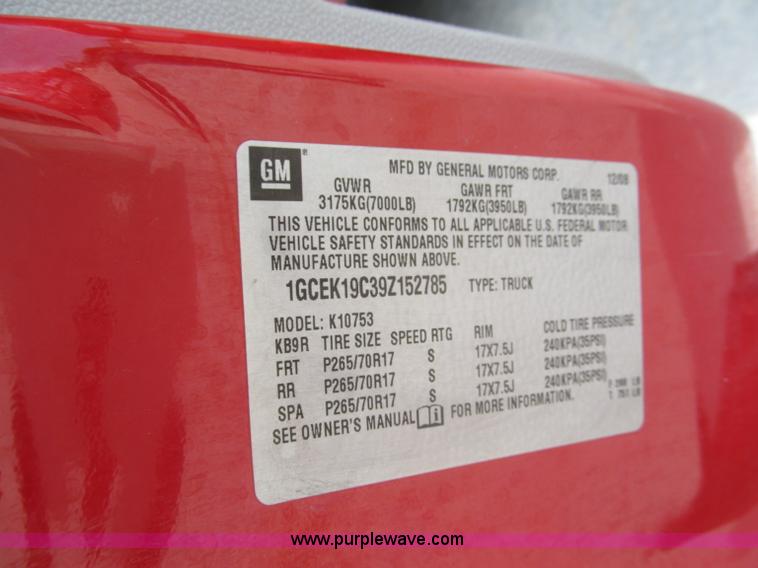 GM
MFD BY GENERAL MOTORS CORP. 12/08
GVWR GAWR FRT GAWR RR
3175KG(7000LB) 1792KG(3950LB) 1792KG(3950LB)
THIS VEHICLE CONFORMS TO ALL APPLICABLE U.S. FEDERAL MOTOR
VEHICLE SAFETY STANDARDS IN EFFECT ON THE DATE OF
MANUFACTURE SHOWN ABOVE.
1GCEK19C39Z152785 TYPE: TRUCK
MODEL: K10753
KB9R TIRE SIZE SPEED RTG RIM COLD TIRE PRESSURE
FRT P265/70R17 S 17X7.5J 240KPA(35PSI)
RR P265/70R17 S 17X7.5J 240KPA(35PSI)
SPA P265/70R17 S 17X7.5J 240KPA(35PSI)
SEE OWNER'S MANUAL i FOR MORE INFORMATION.
www.purplewave.com